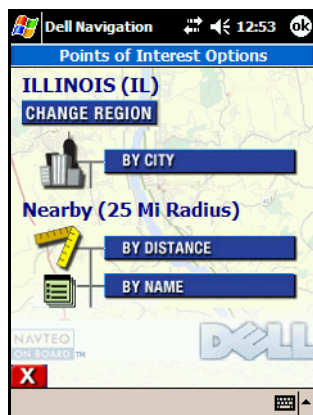 Dell Navigation 12:53 ok
Points of Interest Options
ILLINOIS (IL)
CHANGE REGION
BY CITY
Nearby (25 Mi Radius)
BY DISTANCE
BY NAME
NAVTEQ
ON BOARD TM
DELL
X